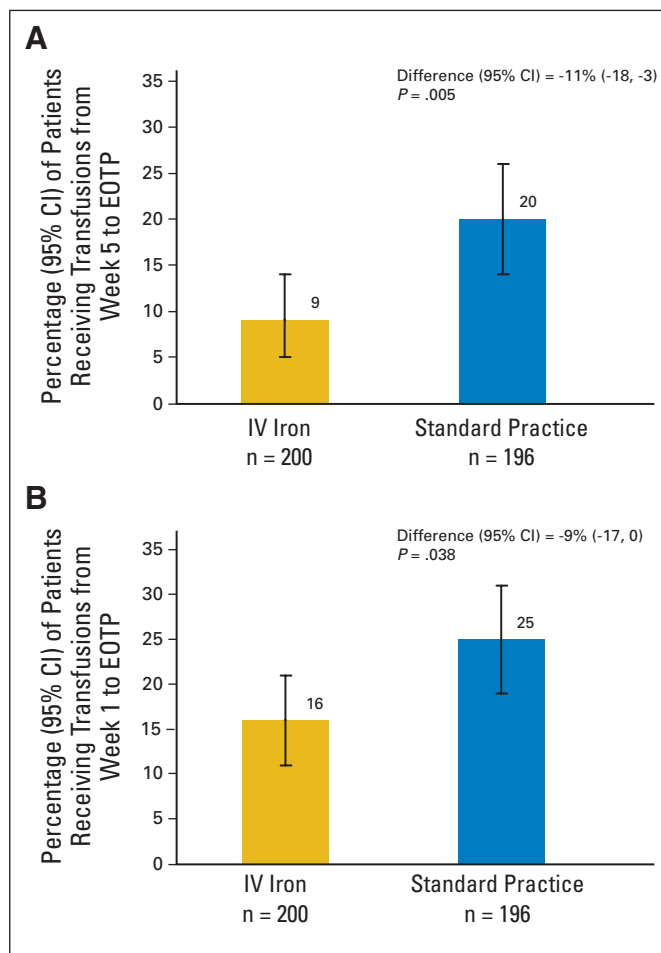 A
Difference (95% CI) = -11% (-18, -3)
P = .005
Percentage (95% CI) of Patients
Receiving Transfusions from
Week 5 to EOTP
35
30
25
20
15
10
5
0
9
20
IV Iron
n = 200
Standard Practice
n = 196
B
Difference (95% CI) = -9% (-17, 0)
P = .038
Percentage (95% CI) of Patients
Receiving Transfusions from
Week 1 to EOTP
35
30
25
20
15
10
5
0
16
25
IV Iron
n = 200
Standard Practice
n = 196